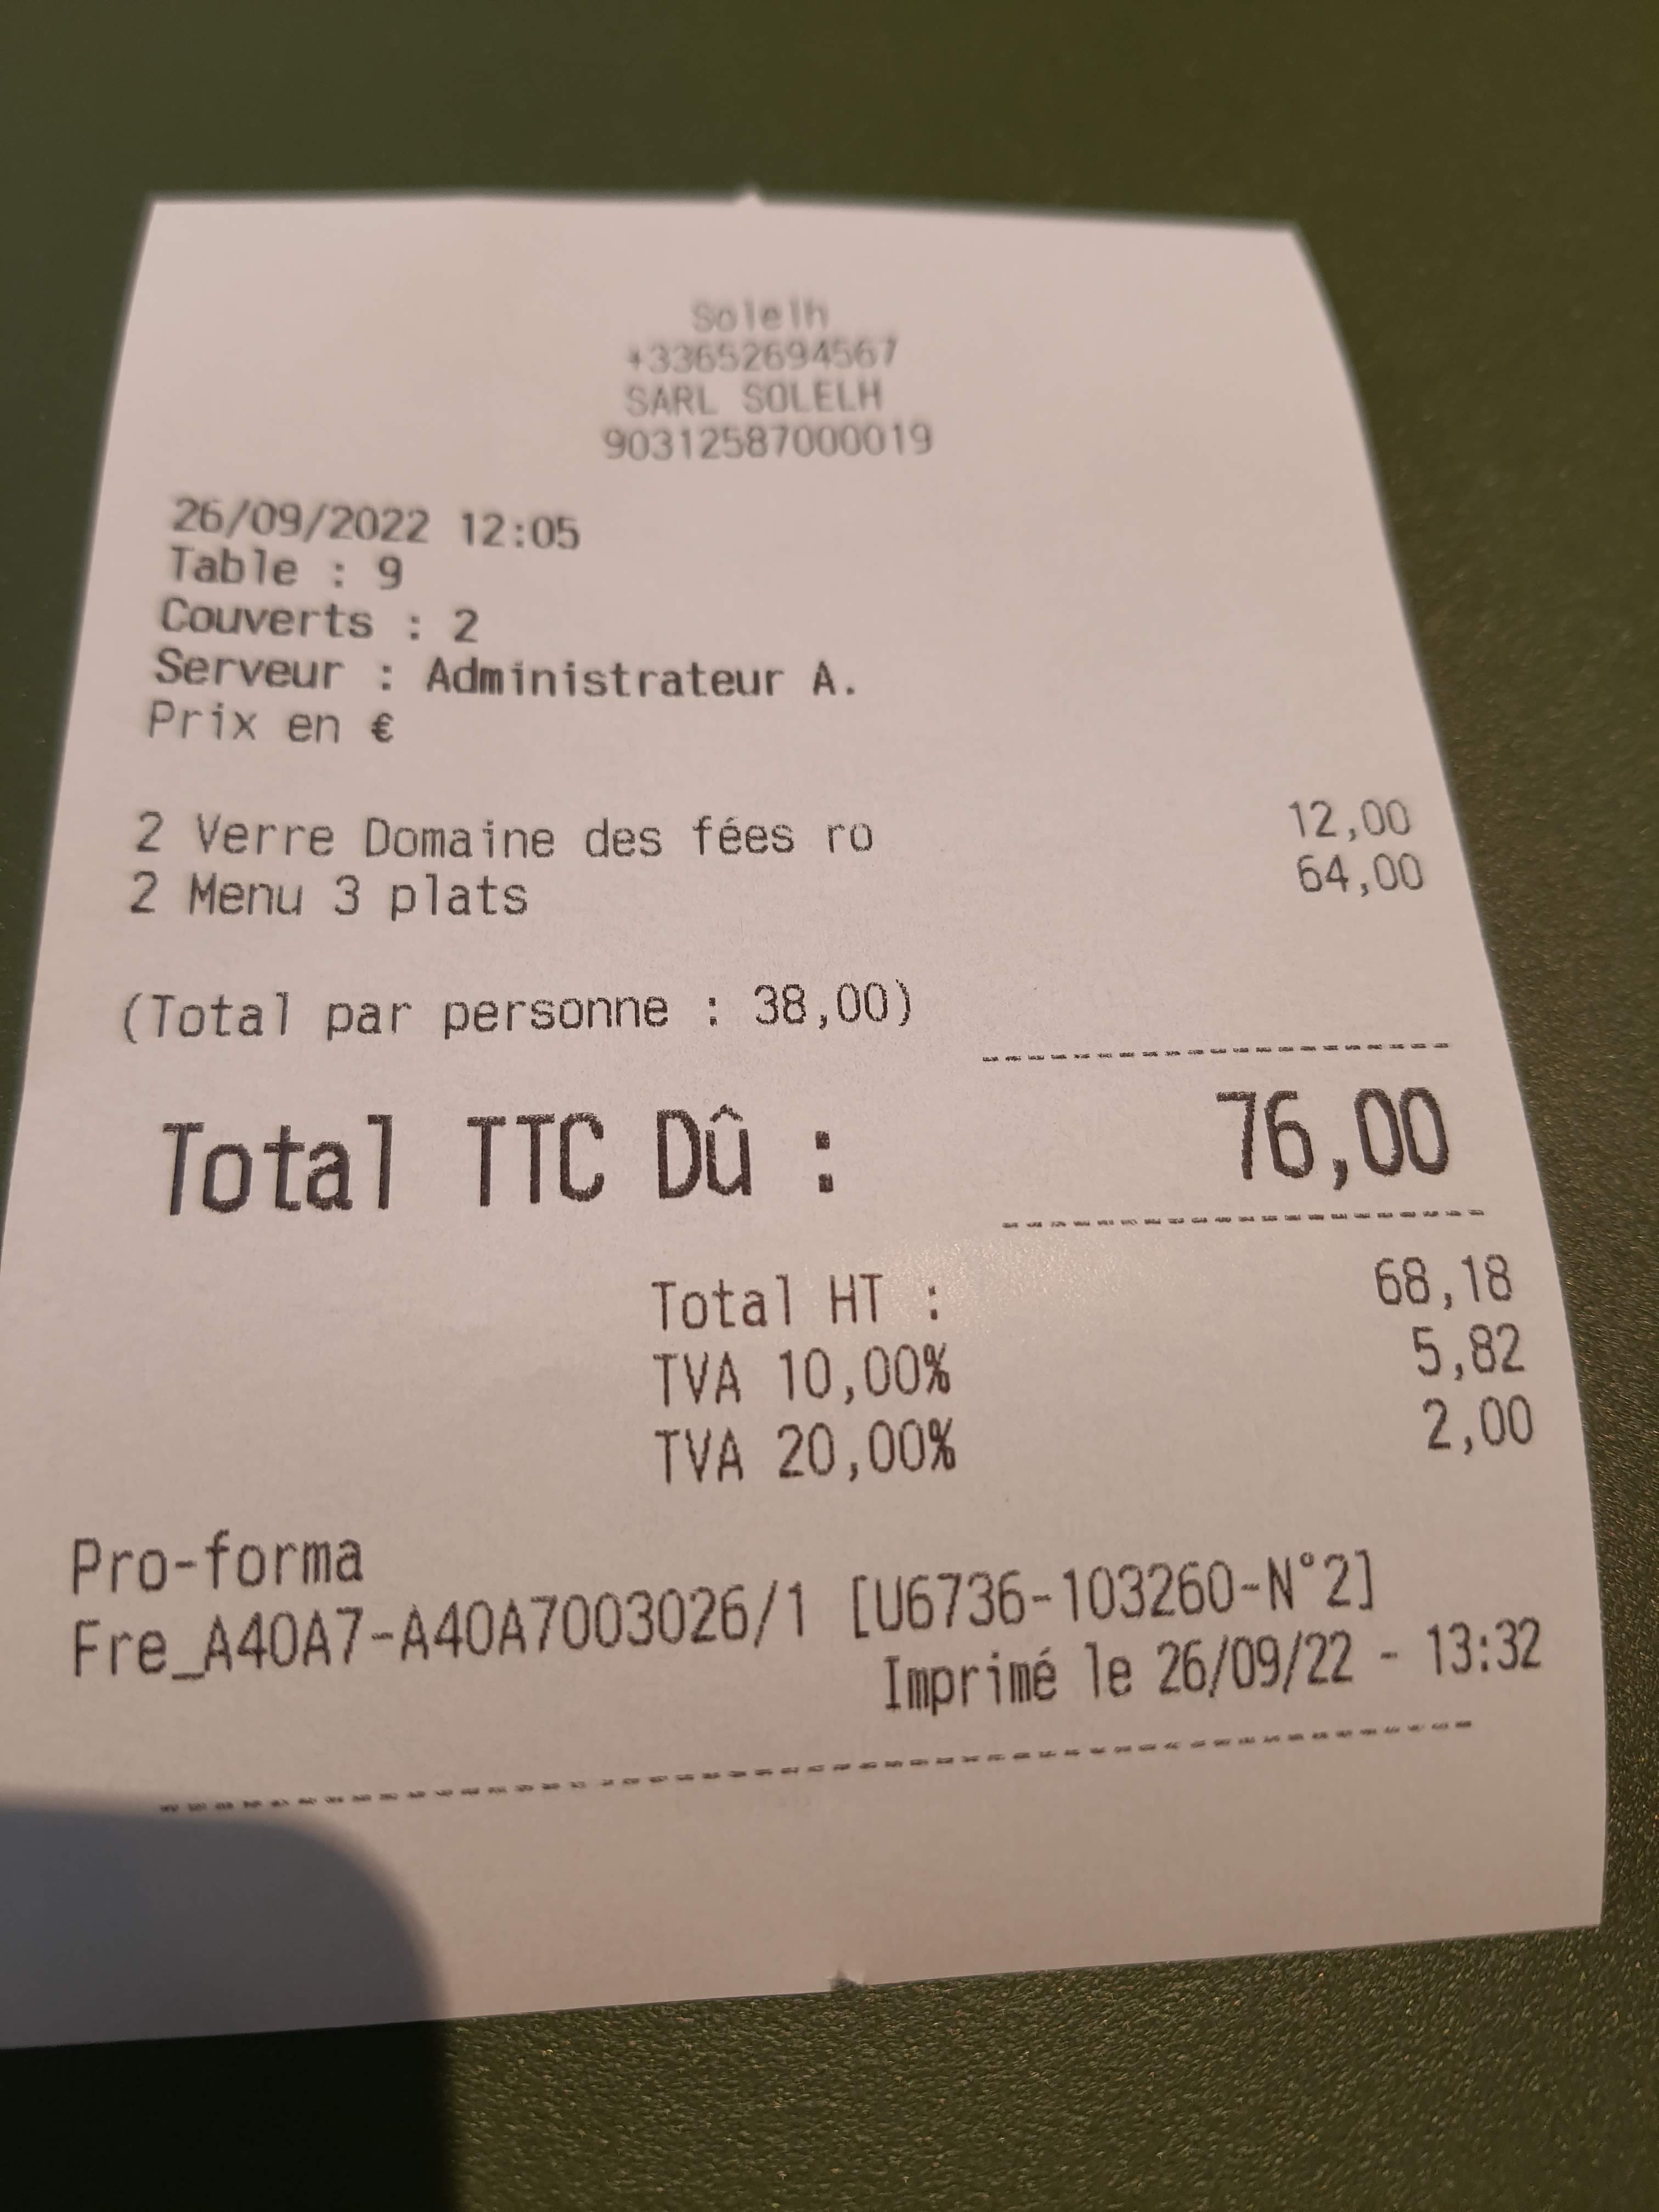 Solelh
+33652694567
SARL SOLELH
90312587000019
26/09/2022 12:05
Table : 9
Couverts : 2
Serveur : Administrateur A.
Prix en €
2 Verre Domaine des fées ro 12,00
2 Menu 3 plats 64,00
(Total par personne : 38,00)
Total TTC Dû : 76,00
Total HT : 68,18
TVA 10,00% 5,82
TVA 20,00% 2,00
Pro-forma
Fre_A40A7-A40A7003026/1 [U6736-103260-N°2]
Imprimé le 26/09/22 - 13:32